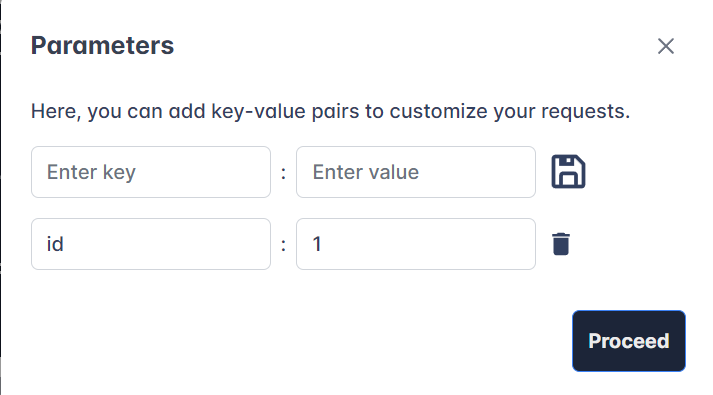 Parameters
Here, you can add key-value pairs to customize your requests.
Enter key : Enter value
id : 1
Proceed